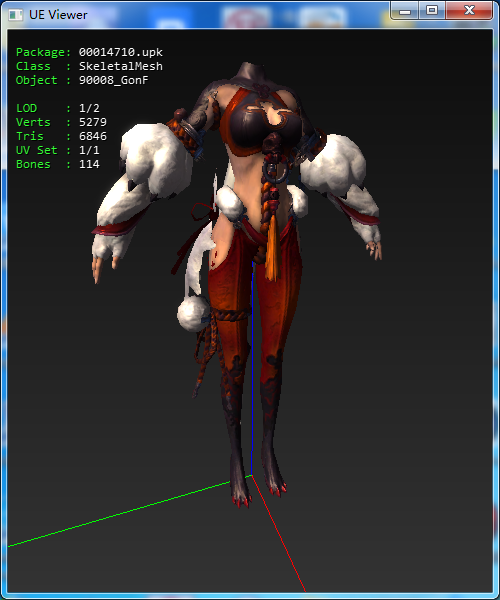 UE Viewer
Package: 00014710.upk
Class  : SkeletalMesh
Object : 90008_GonF
LOD    : 1/2
Verts  : 5279
Tris   : 6846
UV Set : 1/1
Bones  : 114